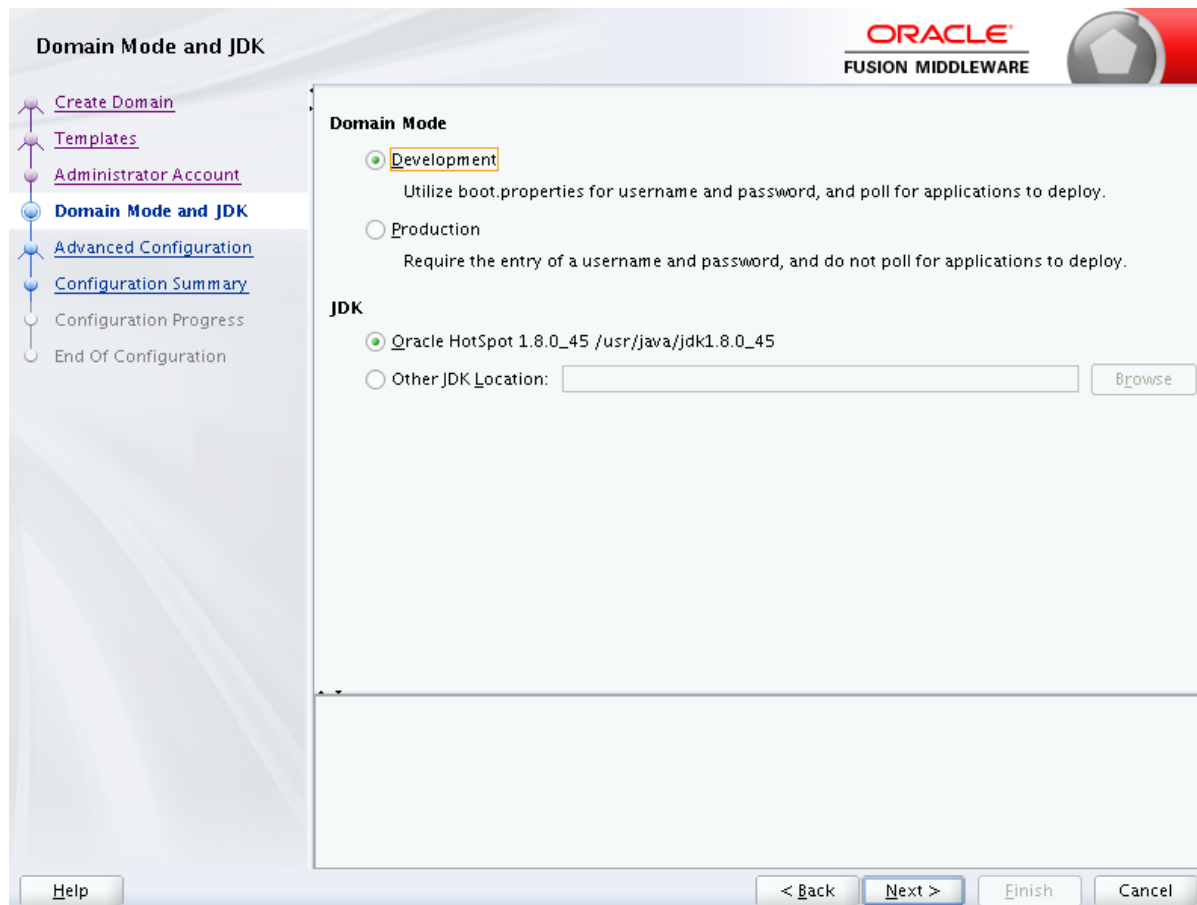 Domain Mode and JDK
ORACLE
FUSION MIDDLEWARE
Create Domain
Templates
Administrator Account
Domain Mode and JDK
Advanced Configuration
Configuration Summary
Configuration Progress
End Of Configuration
Domain Mode
Development
Utilize boot.properties for username and password, and poll for applications to deploy.
Production
Require the entry of a username and password, and do not poll for applications to deploy.
JDK
Oracle HotSpot 1.8.0_45 /usr/java/jdk1.8.0_45
Other JDK Location: Browse
Help < Back Next > Finish Cancel